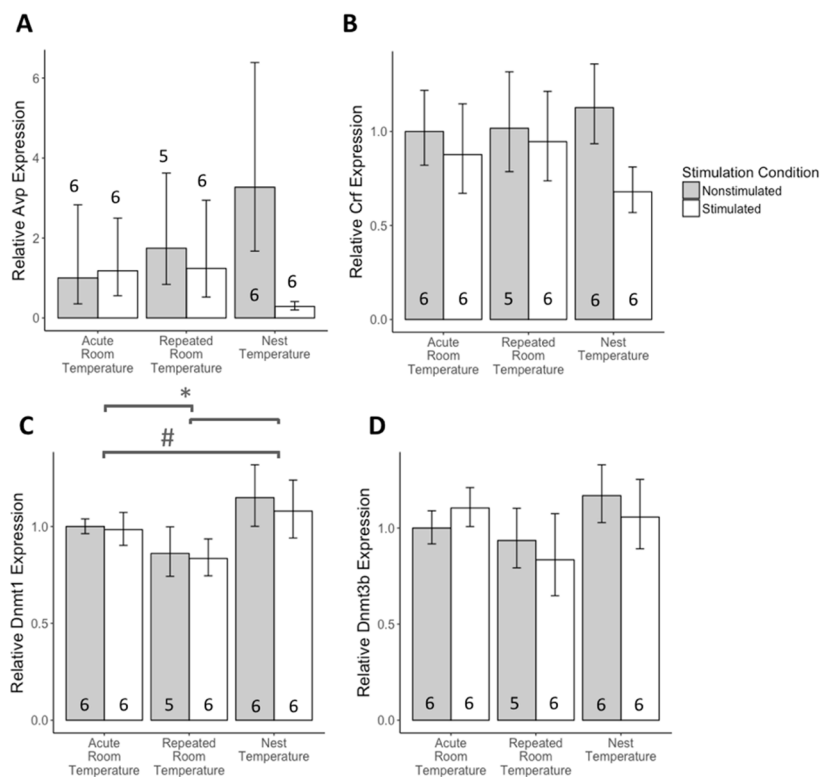 A
Relative Avp Expression
6
4
2
0
6
6
5
6
6
6
Acute
Room
Temperature
Repeated
Room
Temperature
Nest
Temperature
B
Relative Crf Expression
1.0
0.5
0.0
6
6
5
6
6
6
Acute
Room
Temperature
Repeated
Room
Temperature
Nest
Temperature
Stimulation Condition
Nonstimulated
Stimulated
C
*
#
Relative Dnmt1 Expression
1.0
0.5
0.0
6
6
5
6
6
6
Acute
Room
Temperature
Repeated
Room
Temperature
Nest
Temperature
D
Relative Dnmt3b Expression
1.0
0.5
0.0
6
6
5
6
6
6
Acute
Room
Temperature
Repeated
Room
Temperature
Nest
Temperature